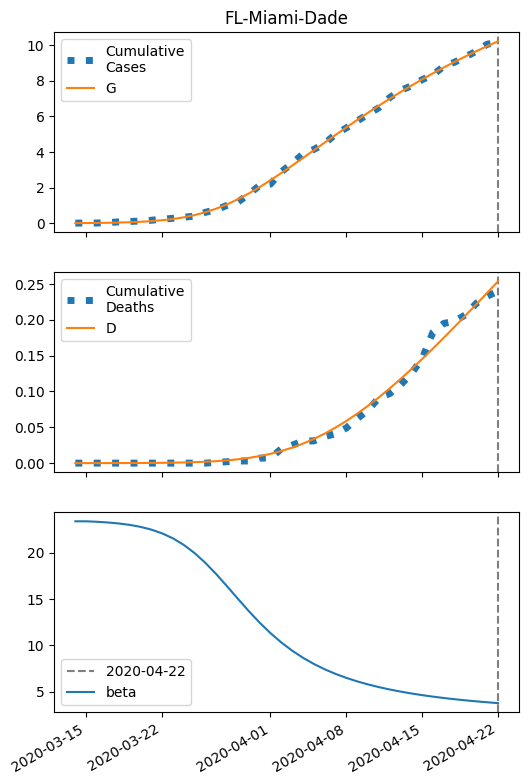 FL-Miami-Dade
10
8
6
4
2
0
Cumulative
Cases
G
0.25
0.20
0.15
0.10
0.05
0.00
Cumulative
Deaths
D
20
15
10
5
2020-04-22
beta
2020-03-15
2020-03-22
2020-04-01
2020-04-08
2020-04-15
2020-04-22